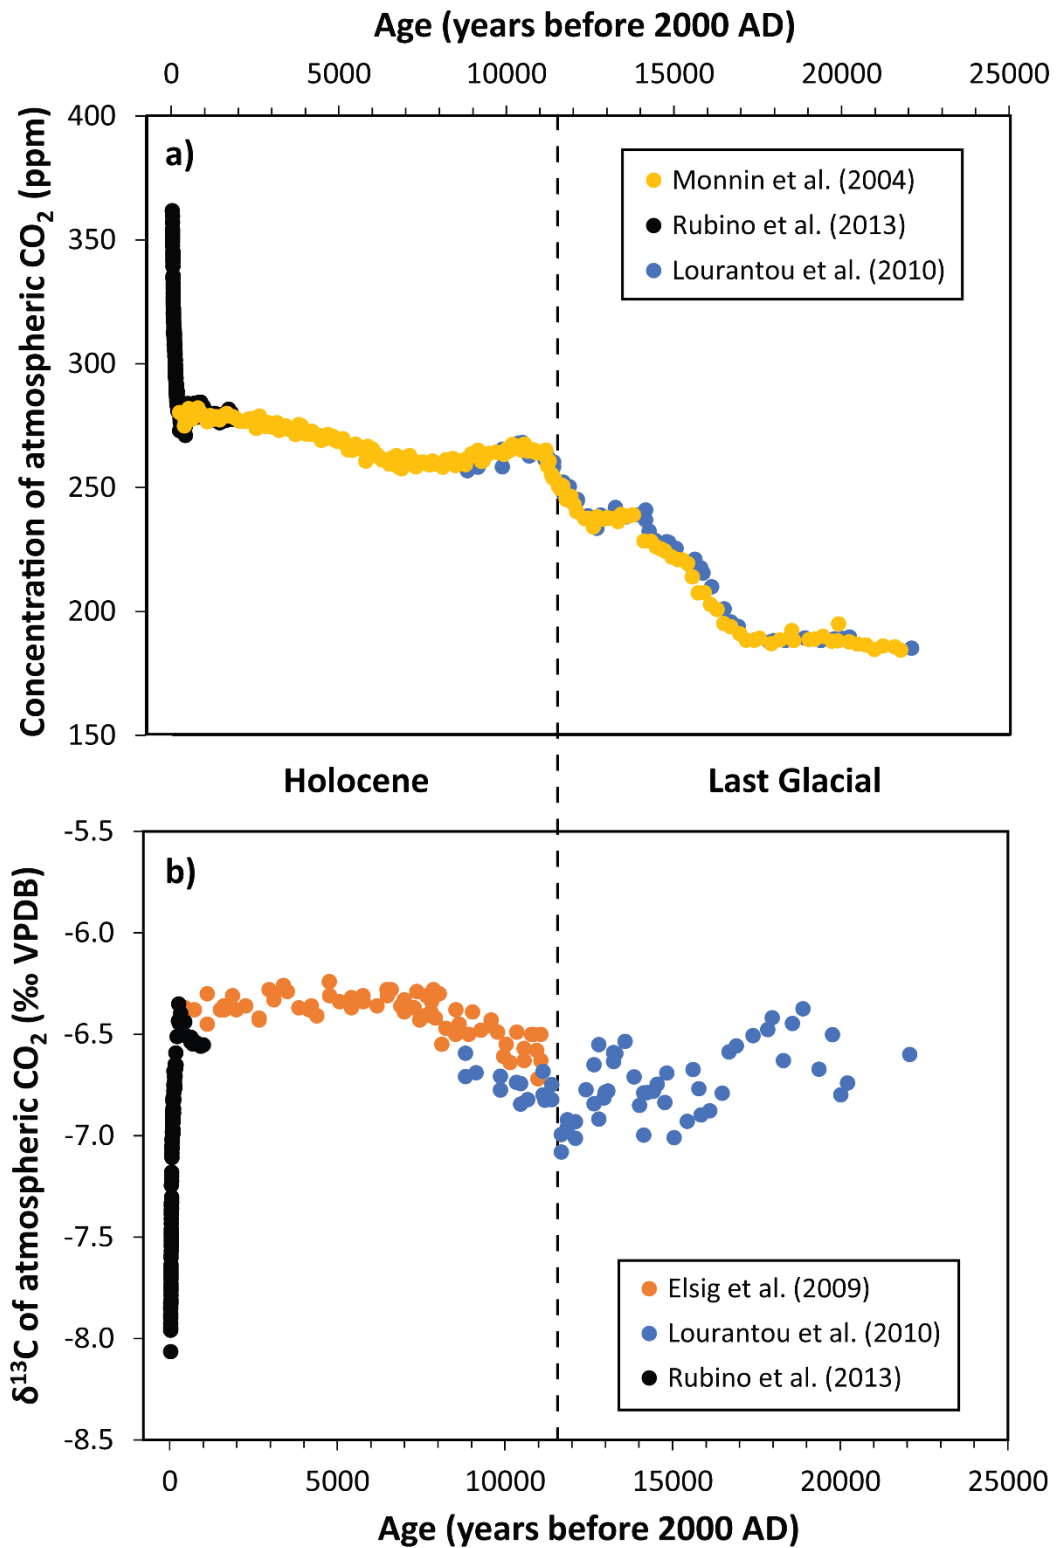 Age (years before 2000 AD)
0 5000 10000 15000 20000 25000
Concentration of atmospheric CO₂ (ppm)
400
350
300
250
200
150
a)
Monnin et al. (2004)
Rubino et al. (2013)
Lourantou et al. (2010)
Holocene Last Glacial
δ¹³C of atmospheric CO₂ (‰ VPDB)
-5.5
-6.0
-6.5
-7.0
-7.5
-8.0
-8.5
b)
Elsig et al. (2009)
Lourantou et al. (2010)
Rubino et al. (2013)
0 5000 10000 15000 20000 25000
Age (years before 2000 AD)